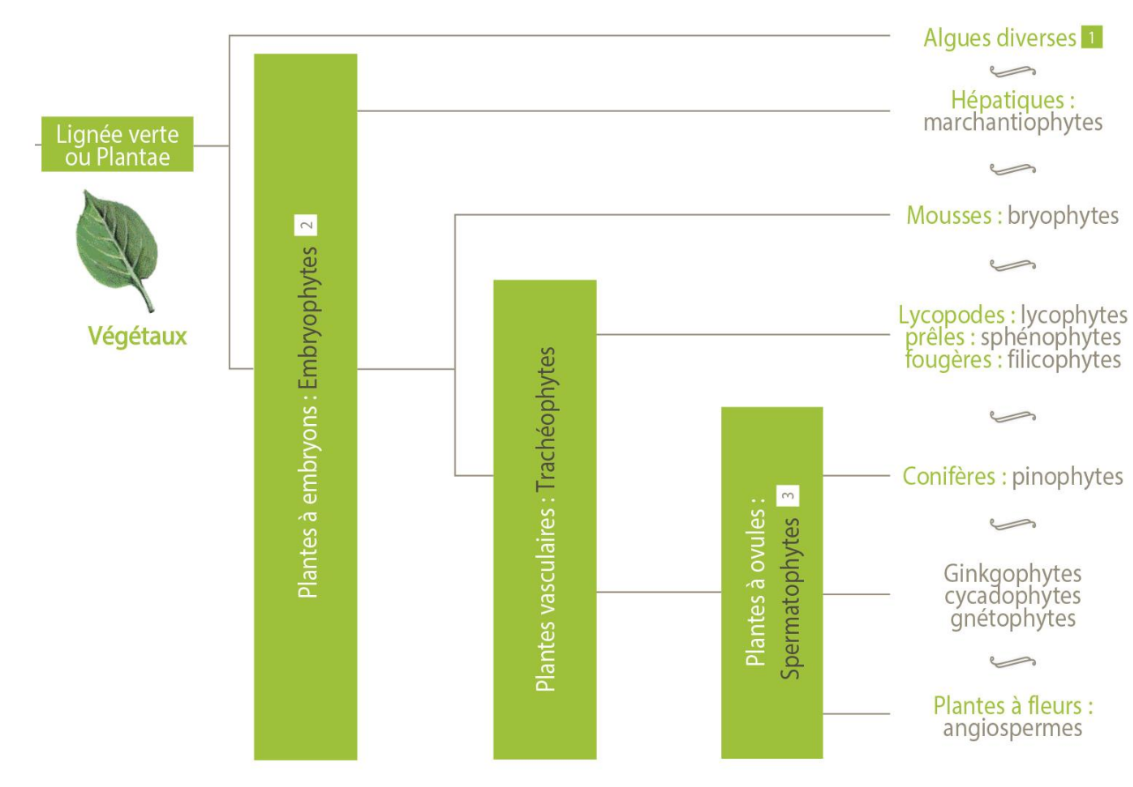 Lignée verte
ou Plantae
Végétaux
Plantes à embryons : Embryophytes 2
Plantes vasculaires : Trachéophytes
Plantes à ovules :
Spermatophytes 3
Algues diverses 1
Hépatiques :
marchantiophytes
Mousses : bryophytes
Lycopodes : lycophytes
prêles : sphénophytes
fougères : filicophytes
Conifères : pinophytes
Ginkgophytes
cycadophytes
gnétophytes
Plantes à fleurs :
angiospermes